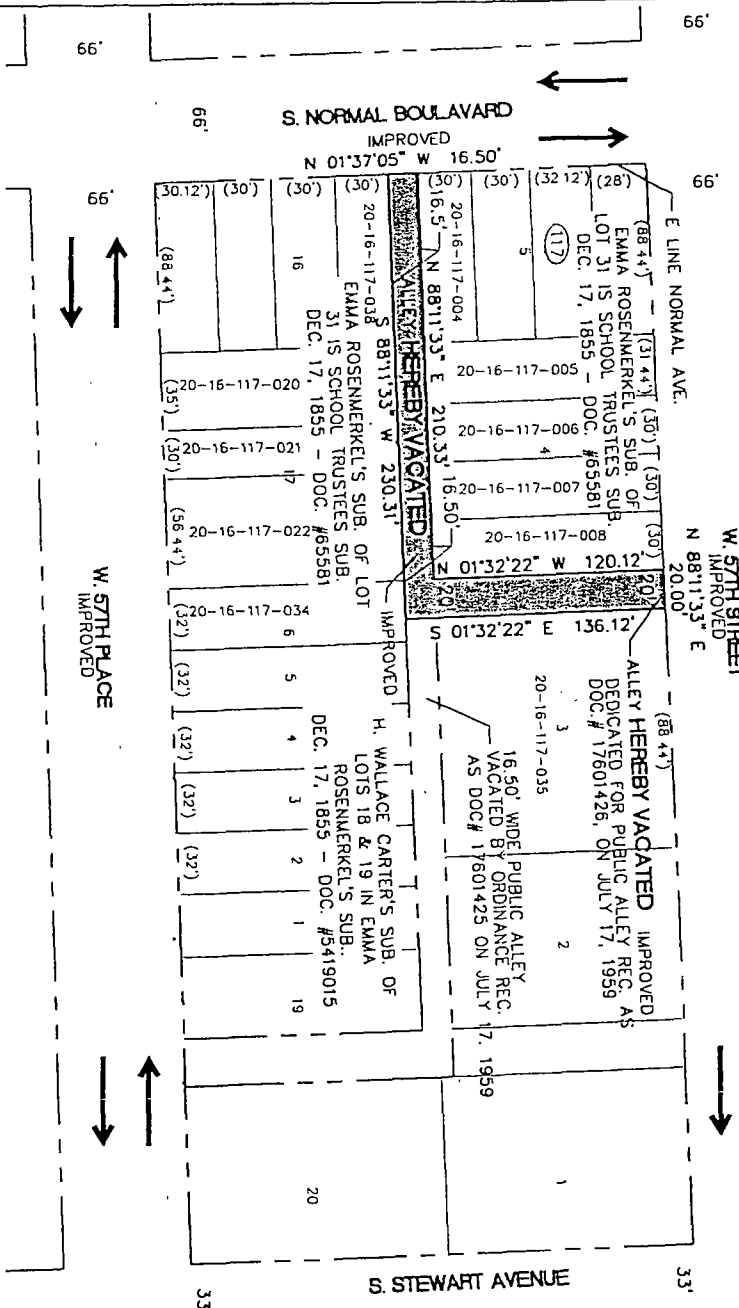 66'
66'
S. NORMAL BOULAVARD
IMPROVED
N 01°37'05" W 16.50'
66'
66'
66'
(30.12')
(30')
(30')
(30')
(30')
(30')
(32 12')
(28')
E LINE NORMAL AVE.
(88 44')
16
20-16-117-038
EMMA ROSENMERKEL'S SUB. OF LOT
31 IS SCHOOL TRUSTEES SUB.
DEC. 17, 1855 - DOC. #65581
S 88°11'33" W 230.31'
ALLEY HEREBY VACATED
16.5'
N 88°11'33" E 210.33'
16.50'
20-16-117-004
5
117
EMMA ROSENMERKEL'S SUB. OF
LOT 31 IS SCHOOL TRUSTEES SUB.
DEC. 17, 1855 - DOC. #65581
(88 44')
(31 44')
(30')
(30')
(30')
20-16-117-005
20-16-117-006
4
20-16-117-007
20-16-117-008
(35')
20-16-117-020
(30')
20-16-117-021
17
(56 44')
20-16-117-022
(32')
20-16-117-034
6
N 01°32'22" W 120.12'
20'
20'
S 01°32'22" E 136.12'
W. 57TH STREET
IMPROVED
N 88°11'33" E
20.00'
W. 57TH PLACE
IMPROVED
IMPROVED
(32')
5
(32')
4
(32')
3
(32')
2
1
19
H. WALLACE CARTER'S SUB. OF
LOTS 18 & 19 IN EMMA
ROSENMERKEL'S SUB..
DEC. 17, 1855 - DOC. #5419015
16.50' WIDE PUBLIC ALLEY
VACATED BY ORDINANCE REC.
AS DOC# 17601425 ON JULY 17. 1959
20-16-117-035
3
2
(88 44')
ALLEY HEREBY VACATED IMPROVED
DEDICATED FOR PUBLIC ALLEY REC. AS
DOC.# 17601426, ON JULY 17, 1959
20
1
S. STEWART AVENUE
33'
33'